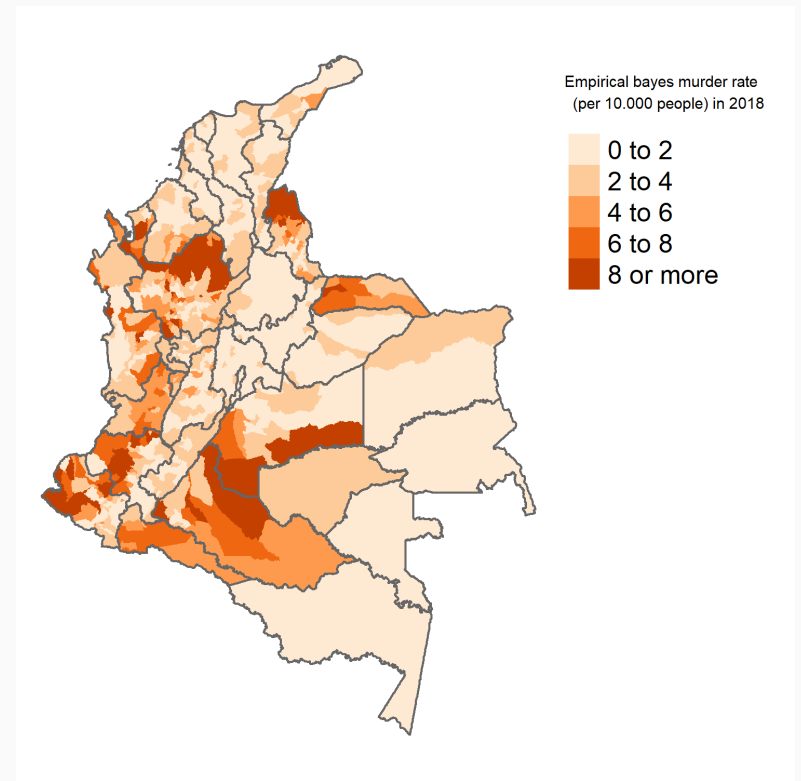 Empirical bayes murder rate
(per 10.000 people) in 2018
0 to 2
2 to 4
4 to 6
6 to 8
8 or more